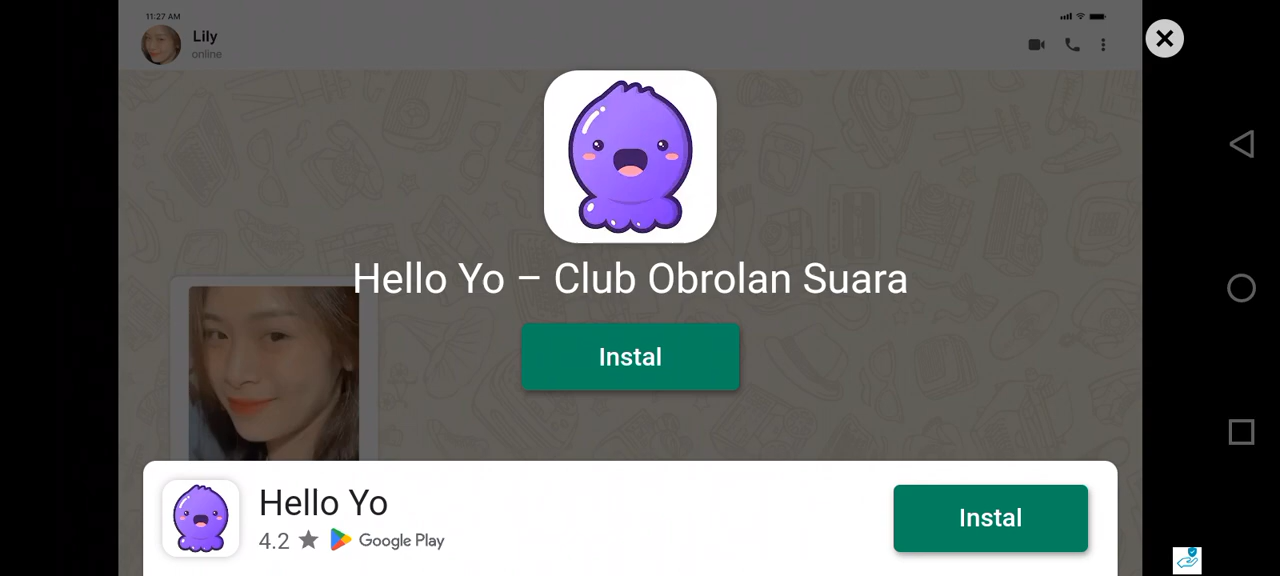 11:27 AM
Lily
online
Hello Yo – Club Obrolan Suara
Instal
Hello Yo
4.2 ★ Google Play
Instal